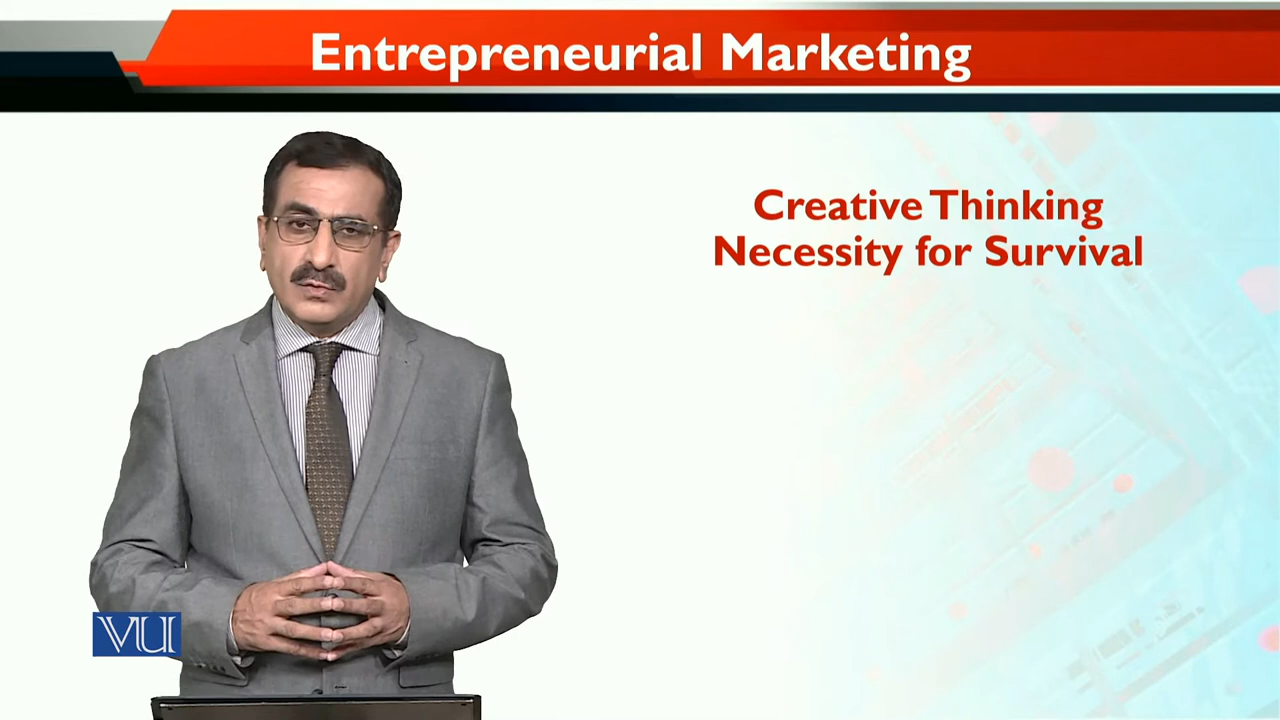 Entrepreneurial Marketing
Creative Thinking
Necessity for Survival
VU